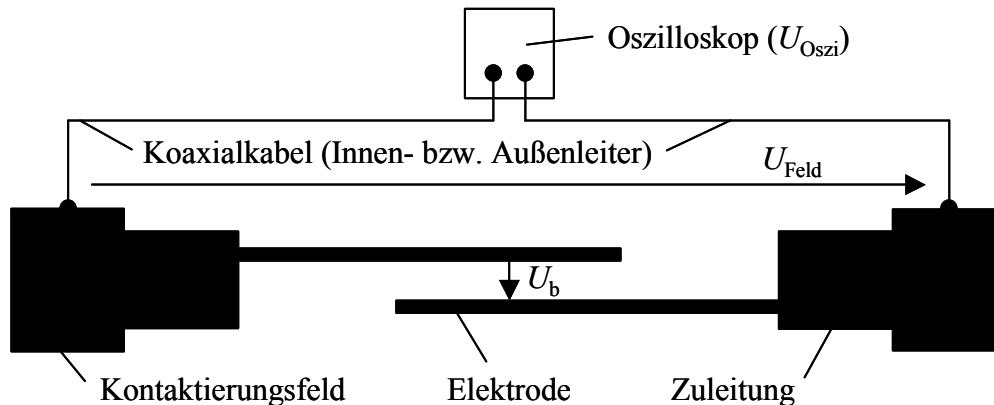 Oszilloskop (U_Oszi)
Koaxialkabel (Innen- bzw. Außenleiter)
U_Feld
U_b
Kontaktierungsfeld
Elektrode
Zuleitung